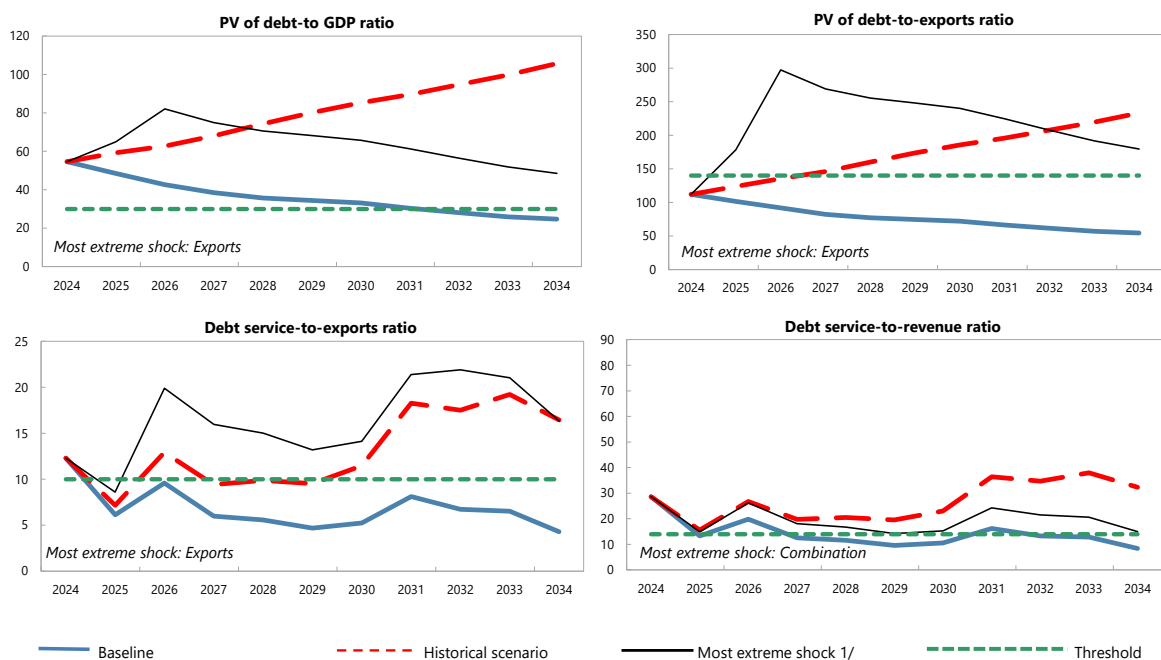 PV of debt-to GDP ratio
120
100
80
60
40
20
0
Most extreme shock: Exports
2024 2025 2026 2027 2028 2029 2030 2031 2032 2033 2034
PV of debt-to-exports ratio
350
300
250
200
150
100
50
0
Most extreme shock: Exports
2024 2025 2026 2027 2028 2029 2030 2031 2032 2033 2034
Debt service-to-exports ratio
25
20
15
10
5
0
Most extreme shock: Exports
2024 2025 2026 2027 2028 2029 2030 2031 2032 2033 2034
Debt service-to-revenue ratio
90
80
70
60
50
40
30
20
10
0
Most extreme shock: Combination
2024 2025 2026 2027 2028 2029 2030 2031 2032 2033 2034
Baseline
Historical scenario
Most extreme shock 1/
Threshold